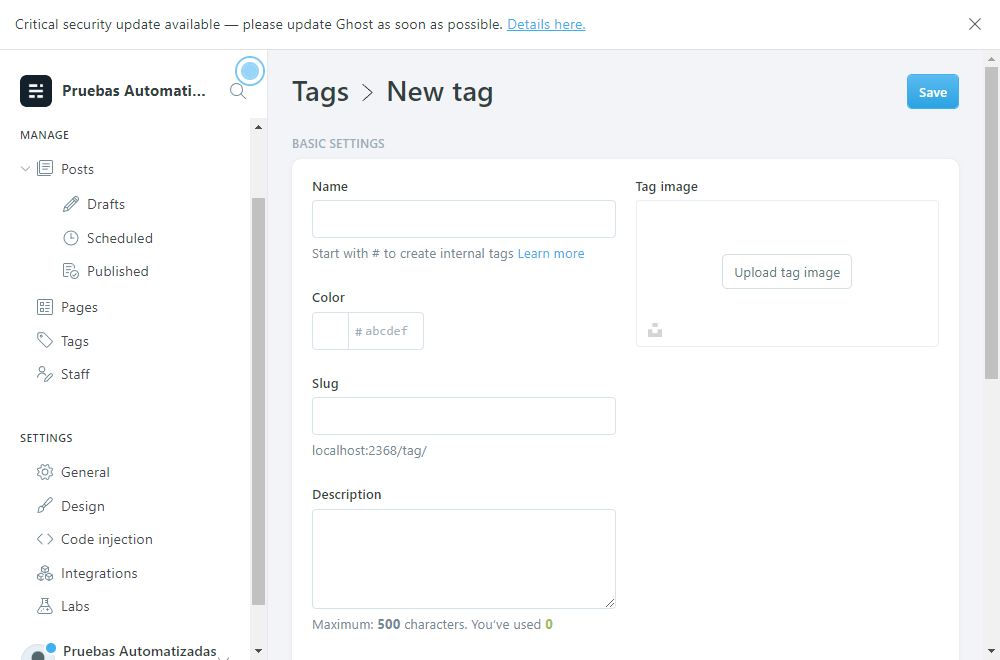 Critical security update available — please update Ghost as soon as possible. Details here.
Pruebas Automati...
MANAGE
Posts
Drafts
Scheduled
Published
Pages
Tags
Staff
SETTINGS
General
Design
Code injection
Integrations
Labs
Pruebas Automatizadas
Tags > New tag
Save
BASIC SETTINGS
Name
Start with # to create internal tags Learn more
Color
# abcdef
Slug
localhost:2368/tag/
Description
Maximum: 500 characters. You've used 0
Tag image
Upload tag image